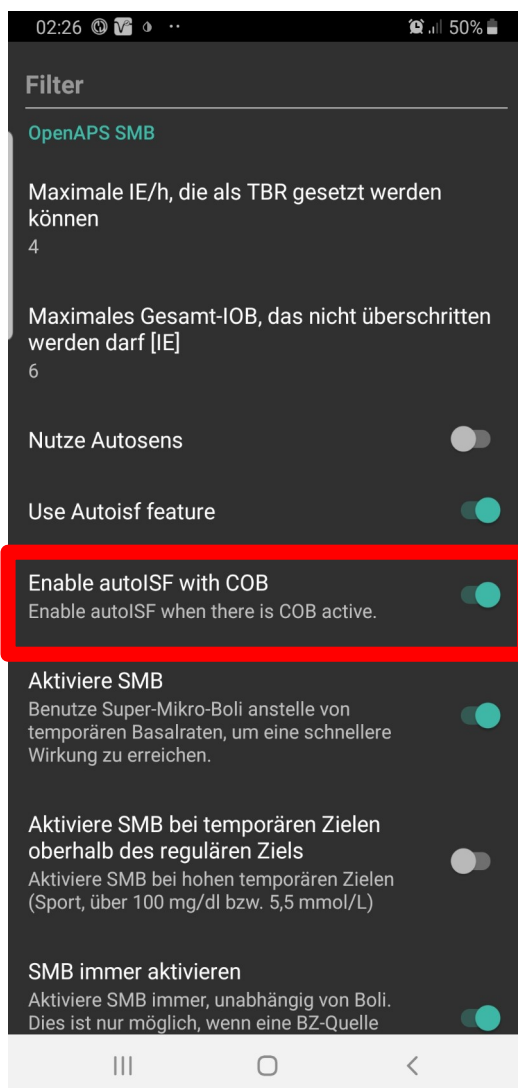 02:26 50%
Filter
OpenAPS SMB
Maximale IE/h, die als TBR gesetzt werden
können
4
Maximales Gesamt-IOB, das nicht überschritten
werden darf [IE]
6
Nutze Autosens
Use Autoisf feature
Enable autoISF with COB
Enable autoISF when there is COB active.
Aktiviere SMB
Benutze Super-Mikro-Boli anstelle von
temporären Basalraten, um eine schnellere
Wirkung zu erreichen.
Aktiviere SMB bei temporären Zielen
oberhalb des regulären Ziels
Aktiviere SMB bei hohen temporären Zielen
(Sport, über 100 mg/dl bzw. 5,5 mmol/L)
SMB immer aktivieren
Aktiviere SMB immer, unabhängig von Boli.
Dies ist nur möglich, wenn eine BZ-Quelle